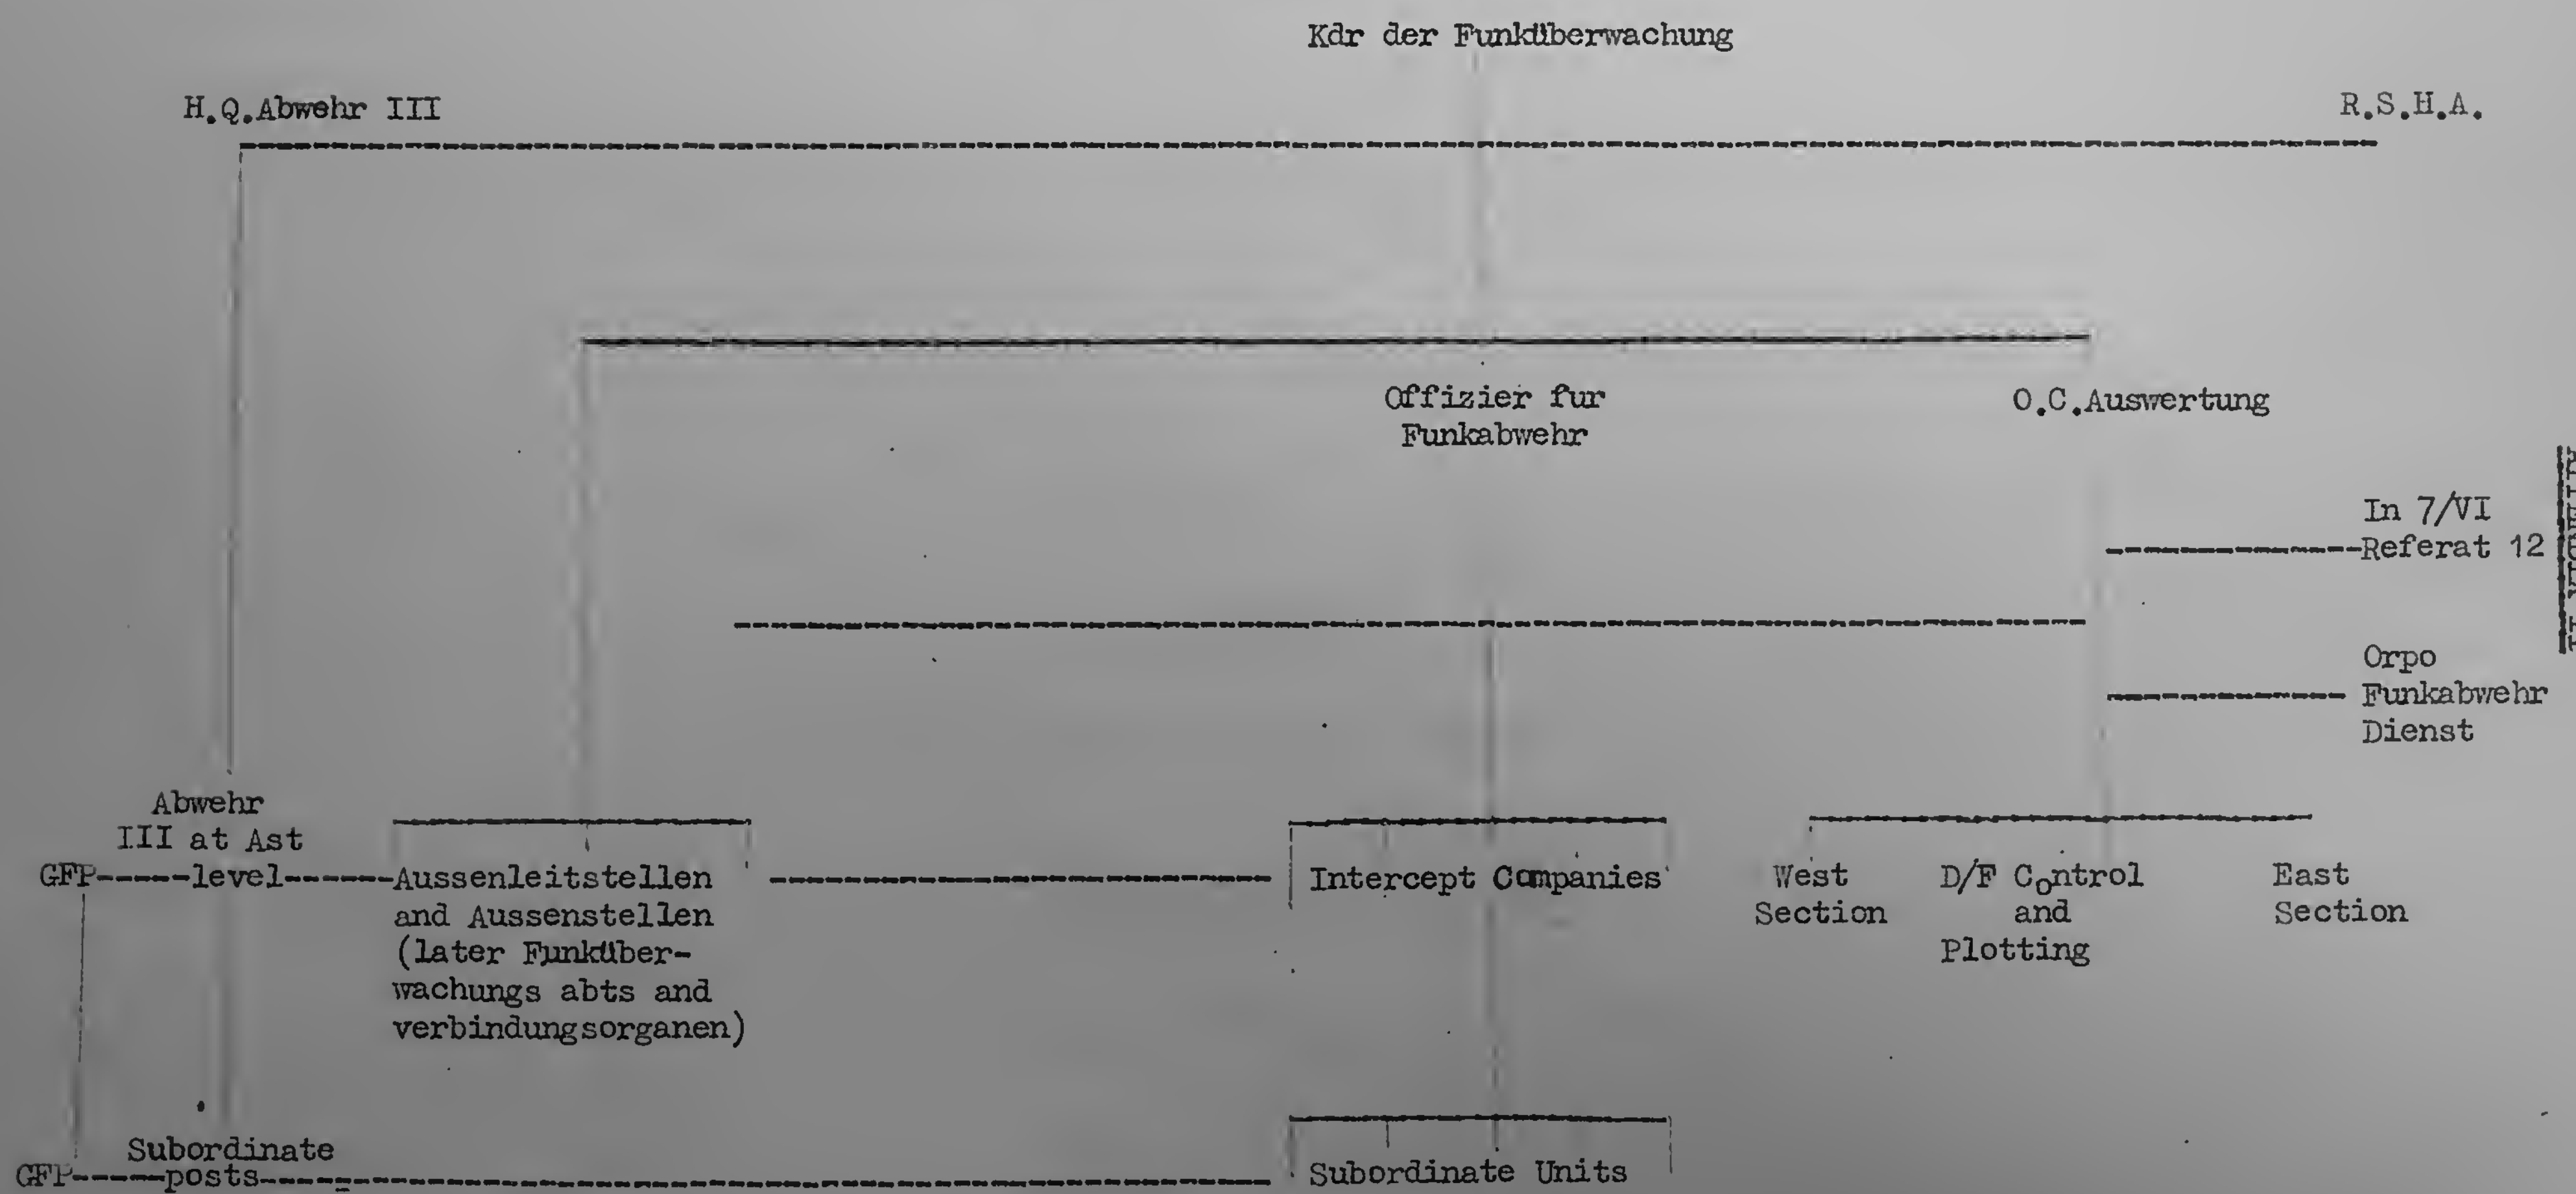 Kdr der Funküberwachung
H.Q.Abwehr III
R.S.H.A.
Offizier fur
Funkabwehr
O.C.Auswertung
In 7/VI
Referat 12
Orpo
Funkabwehr
Dienst
Abwehr
III at Ast
GFP-----level------Aussenleitstellen
and Aussenstellen
(later Funküber-
wachungs abts and
verbindungsorganen)
Intercept Companies
West
Section
D/F Control
and
Plotting
East
Section
Subordinate
GFP-----posts
Subordinate Units